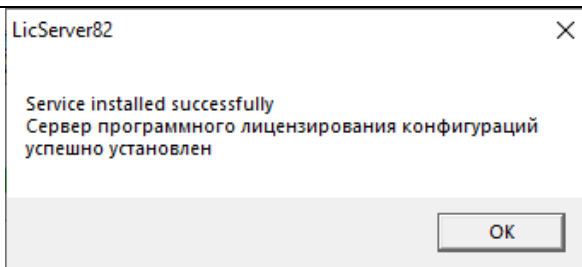 LicServer82
Service installed successfully
Сервер программного лицензирования конфигураций
успешно установлен
OK